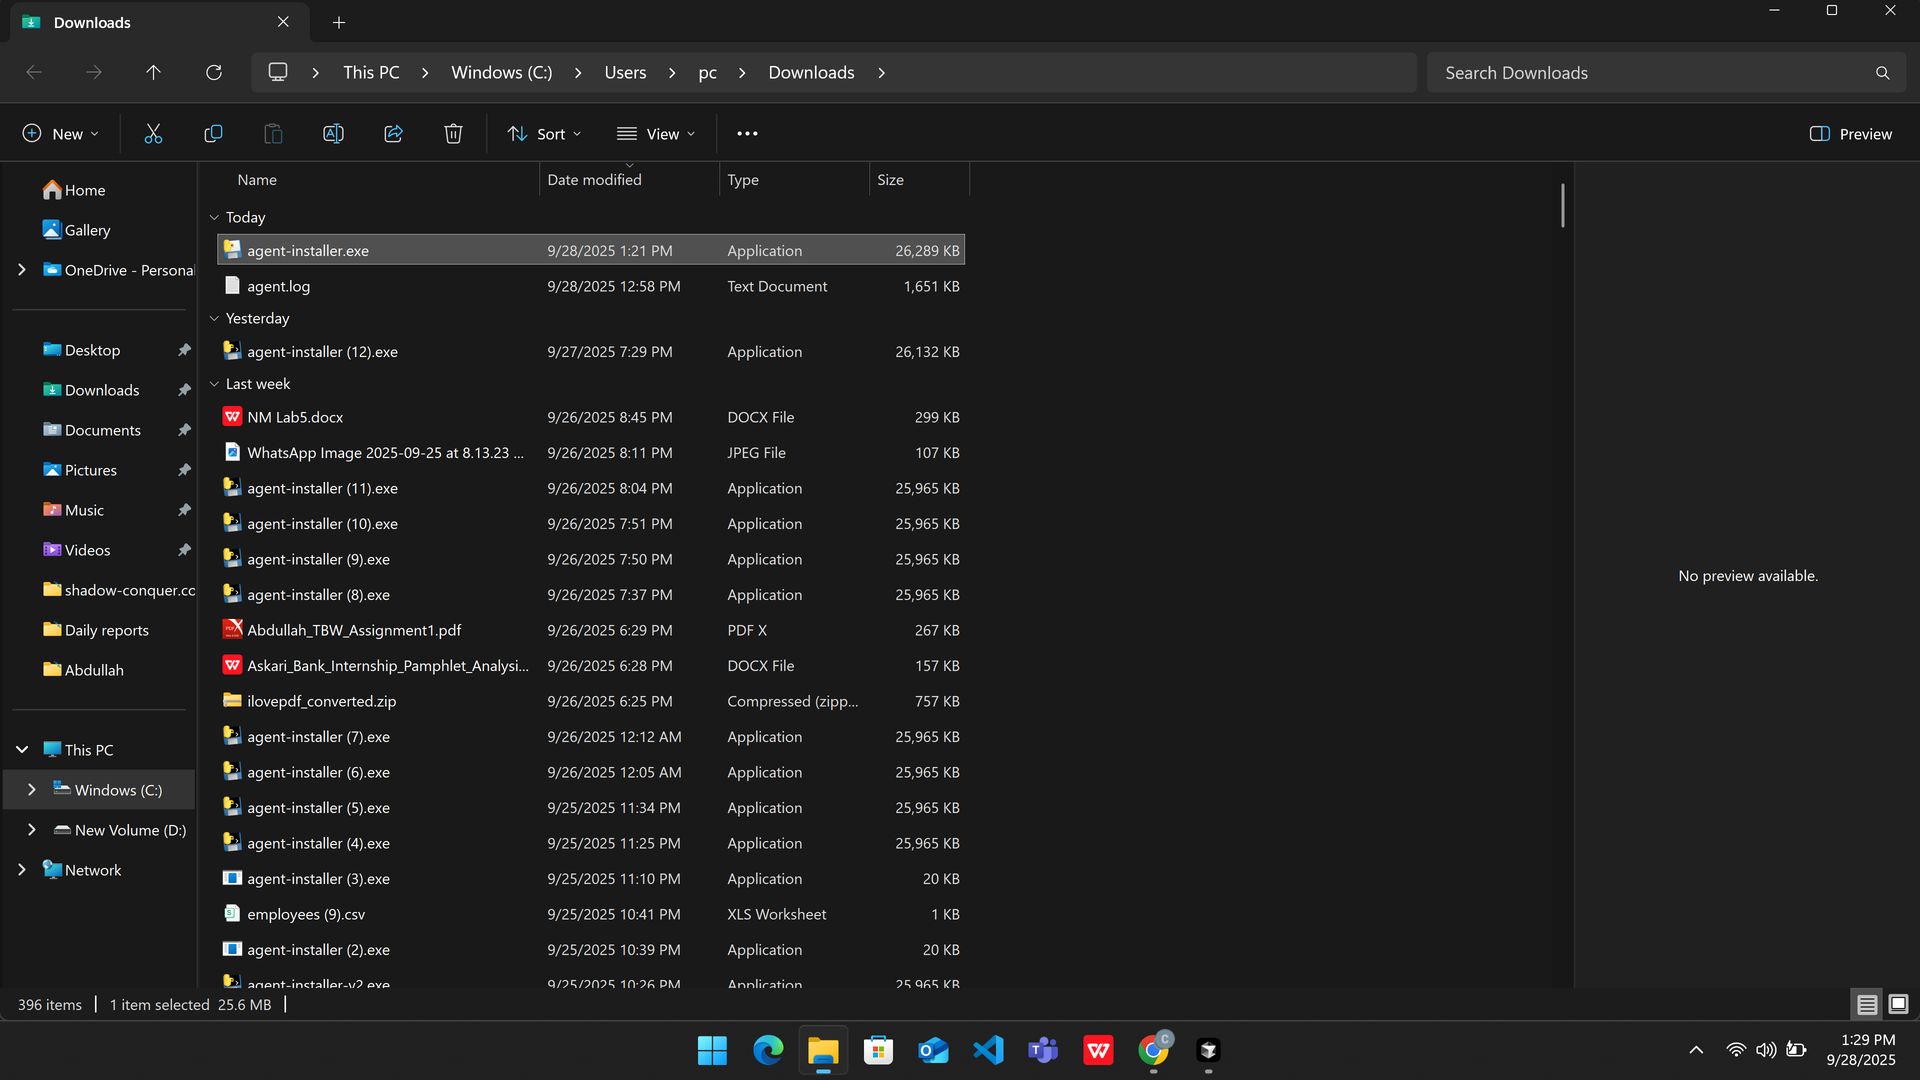 Downloads
This PC
Windows (C:)
Users
pc
Downloads
Search Downloads
New
Sort
View
Preview
Home
Gallery
OneDrive - Personal
Desktop
Downloads
Documents
Pictures
Music
Videos
shadow-conquer.co
Daily reports
Abdullah
This PC
Windows (C:)
New Volume (D:)
Network
Name Date modified Type Size
Today
agent-installer.exe 9/28/2025 1:21 PM Application 26,289 KB
agent.log 9/28/2025 12:58 PM Text Document 1,651 KB
Yesterday
agent-installer (12).exe 9/27/2025 7:29 PM Application 26,132 KB
Last week
NM Lab5.docx 9/26/2025 8:45 PM DOCX File 299 KB
WhatsApp Image 2025-09-25 at 8.13.23 ... 9/26/2025 8:11 PM JPEG File 107 KB
agent-installer (11).exe 9/26/2025 8:04 PM Application 25,965 KB
agent-installer (10).exe 9/26/2025 7:51 PM Application 25,965 KB
agent-installer (9).exe 9/26/2025 7:50 PM Application 25,965 KB
agent-installer (8).exe 9/26/2025 7:37 PM Application 25,965 KB
Abdullah_TBW_Assignment1.pdf 9/26/2025 6:29 PM PDF X 267 KB
Askari_Bank_Internship_Pamphlet_Analysi... 9/26/2025 6:28 PM DOCX File 157 KB
ilovepdf_converted.zip 9/26/2025 6:25 PM Compressed (zipp... 757 KB
agent-installer (7).exe 9/26/2025 12:12 AM Application 25,965 KB
agent-installer (6).exe 9/26/2025 12:05 AM Application 25,965 KB
agent-installer (5).exe 9/25/2025 11:34 PM Application 25,965 KB
agent-installer (4).exe 9/25/2025 11:25 PM Application 25,965 KB
agent-installer (3).exe 9/25/2025 11:10 PM Application 20 KB
employees (9).csv 9/25/2025 10:41 PM XLS Worksheet 1 KB
agent-installer (2).exe 9/25/2025 10:39 PM Application 20 KB
agent-installer-v2.exe 9/25/2025 10:26 PM Application 25,965 KB
No preview available.
396 items
1 item selected 25.6 MB
1:29 PM
9/28/2025